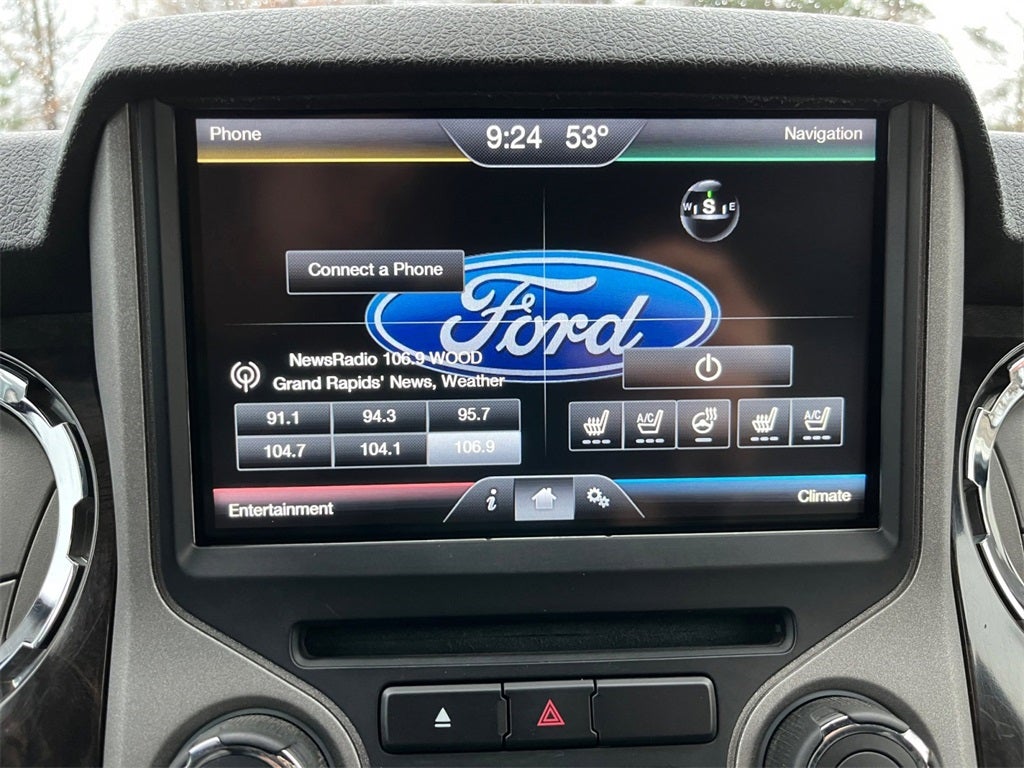 Phone
9:24 53°
Navigation
W S E
Connect a Phone
Ford
NewsRadio 106.9 WOOD
Grand Rapids' News, Weather
91.1 94.3 95.7
104.7 104.1 106.9
A/C A/C
Entertainment
i
Climate